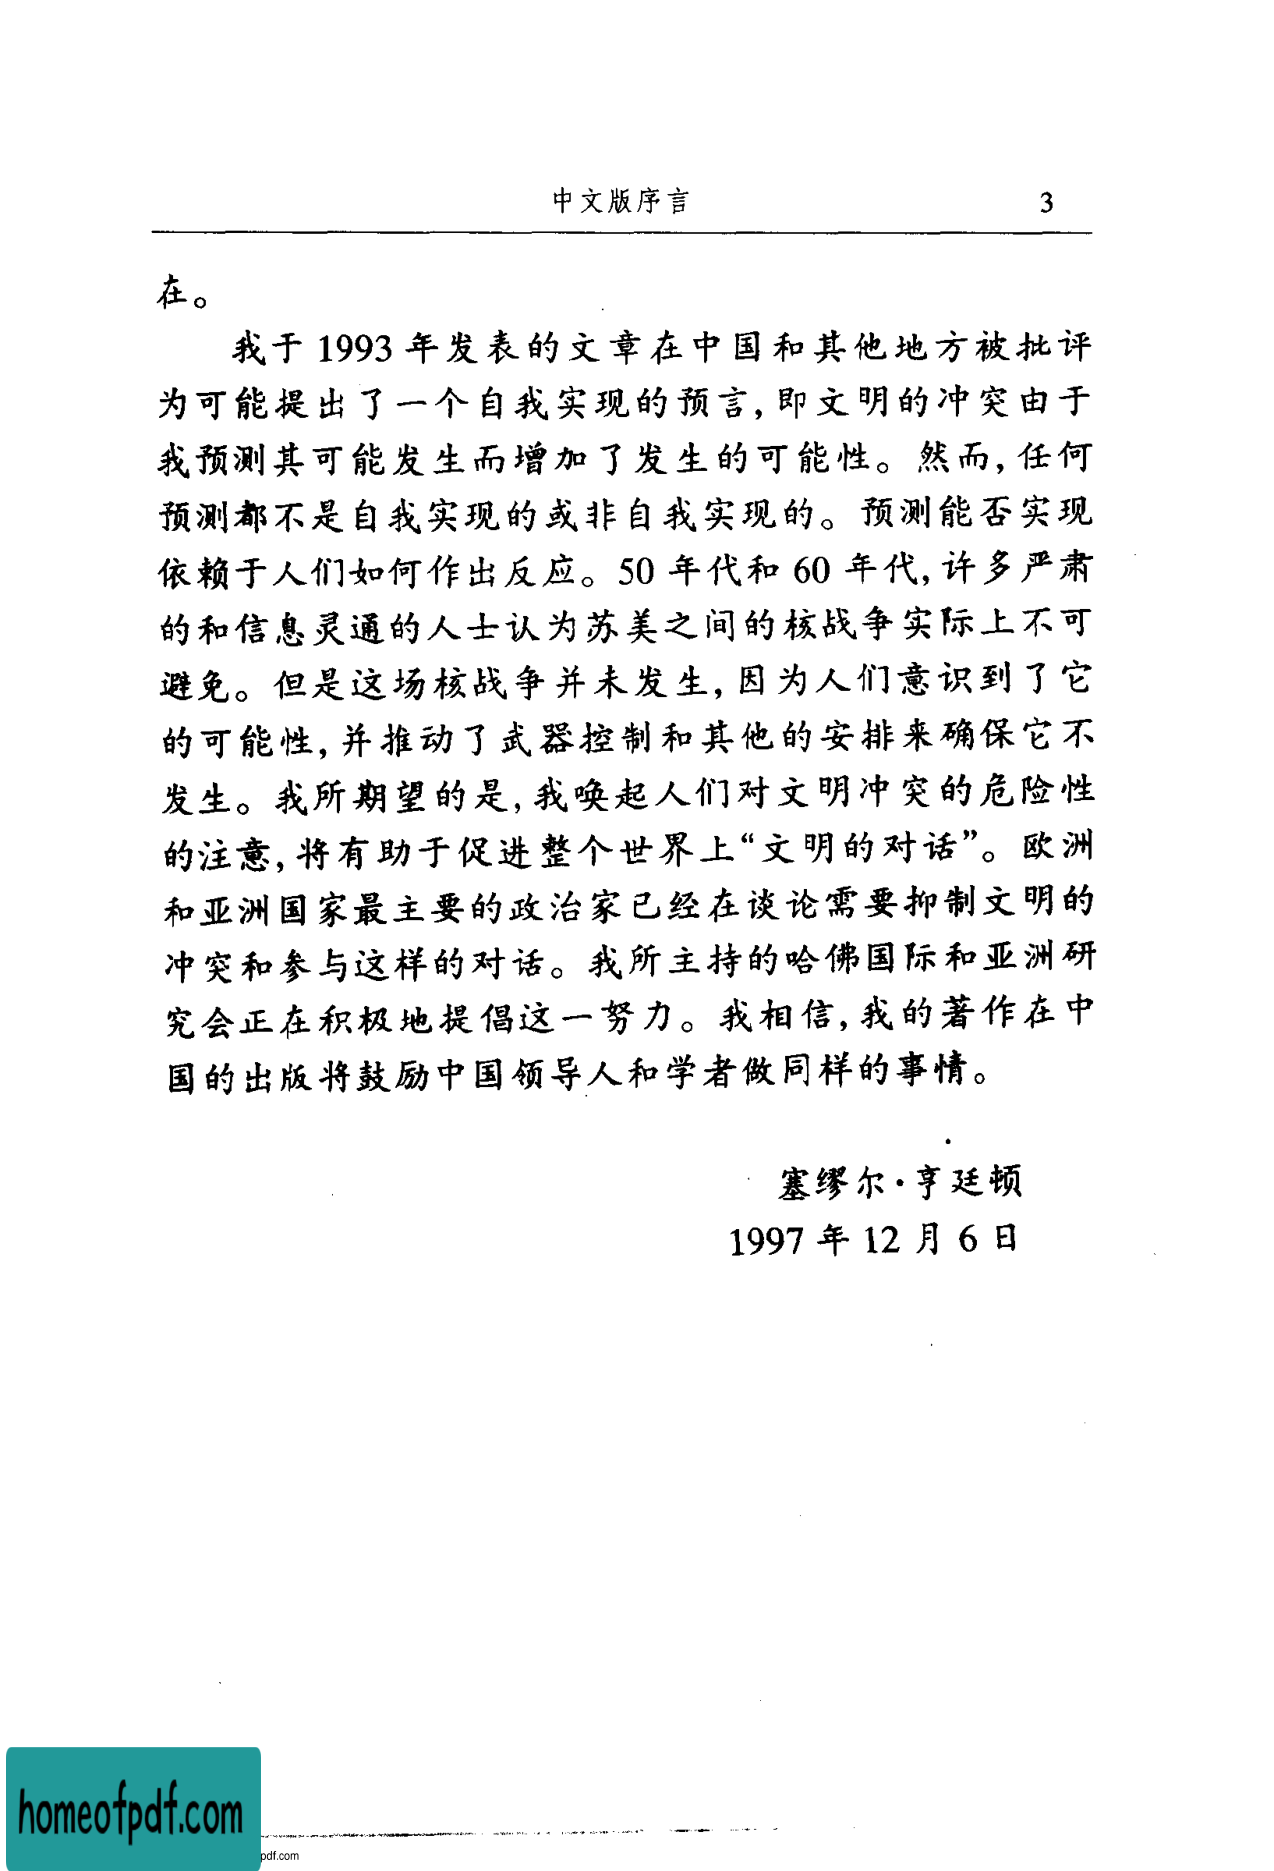 中文版序言 3
在。
我于 1993 年发表的文章在中国和其他地方被批评
为可能提出了一个自我实现的预言,即文明的冲突由于
我预测其可能发生而增加了发生的可能性。然而,任何
预测都不是自我实现的或非自我实现的。预测能否实现
依赖于人们如何作出反应。50 年代和 60 年代,许多严肃
的和信息灵通的人士认为苏美之间的核战争实际上不可
避免。但是这场核战争并未发生,因为人们意识到了它
的可能性,并推动了武器控制和其他的安排来确保它不
发生。我所期望的是,我唤起人们对文明冲突的危险性
的注意,将有助于促进整个世界上“文明的对话”。欧洲
和亚洲国家最主要的政治家已经在谈论需要抑制文明的
冲突和参与这样的对话。我所主持的哈佛国际和亚洲研
究会正在积极地提倡这一努力。我相信,我的著作在中
国的出版将鼓励中国领导人和学者做同样的事情。
塞缪尔·亨廷顿
1997 年 12 月 6 日
homeofpdf.com
pdf.com